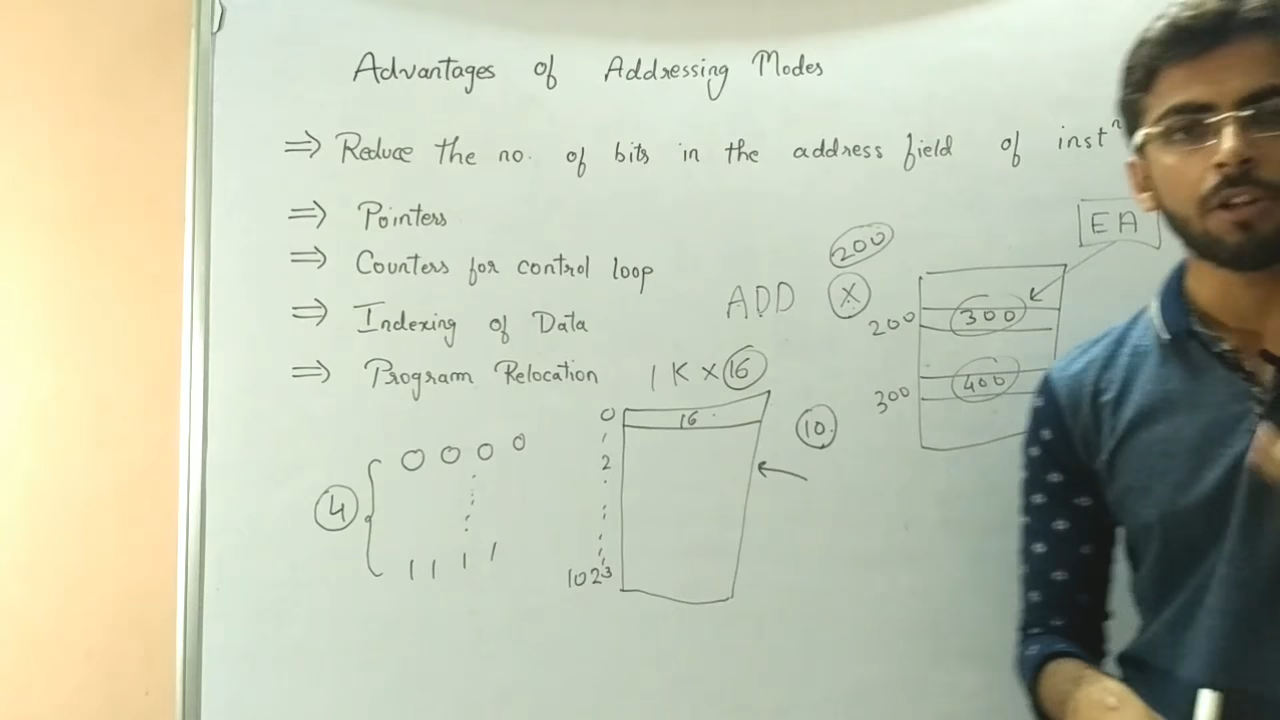 Advantages of Addressing Modes
⇒ Reduce the no. of bits in the address field of instⁿ
⇒ Pointers
⇒ Counters for control loop
⇒ Indexing of Data
⇒ Program Relocation
ADD X
200
EA
200 300
300 400
1K × 16
0 16
1
2
1023
10
4
0 0 0 0
1 1 1 1